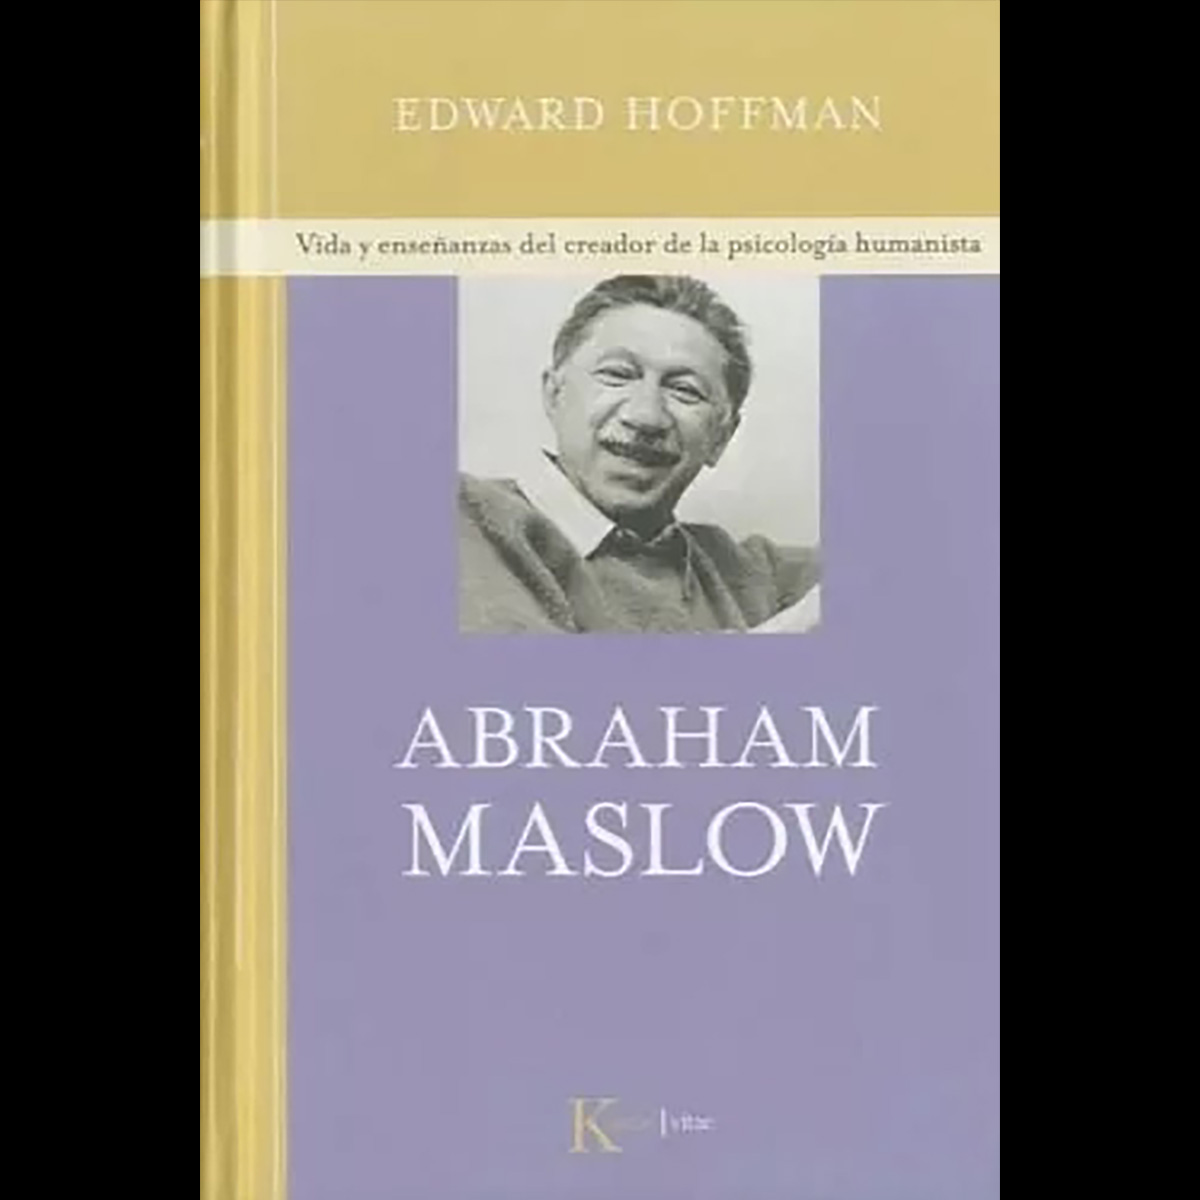 EDWARD HOFFMAN
Vida y enseñanzas del creador de la psicología humanista
ABRAHAM
MASLOW
K |vitae